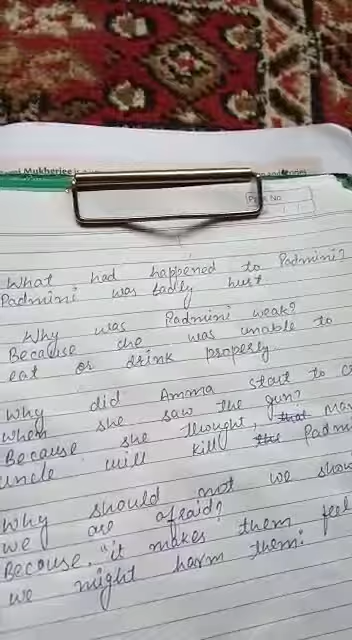 Mukherjee
No
What had happened to Padmini?
Padmini was badly hurt
Why was Padmini weak?
Because she was unable to
eat or drink properly
Why did Amma start to
when she saw the gun?
Because she thought, that
uncle will kill the
Why should not we
we are afraid?
Because, "it makes them feel
we might harm them.